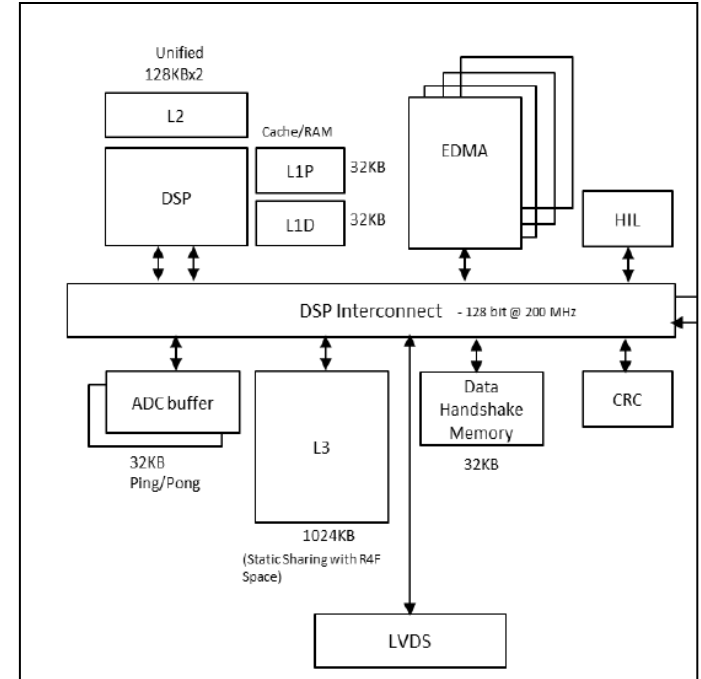 Unified
128KBx2
L2
Cache/RAM
DSP
L1P
32KB
L1D
32KB
EDMA
HIL
DSP Interconnect - 128 bit @ 200 MHz
ADC buffer
32KB
Ping/Pong
L3
1024KB
(Static Sharing with R4F
Space)
Data
Handshake
Memory
32KB
CRC
LVDS